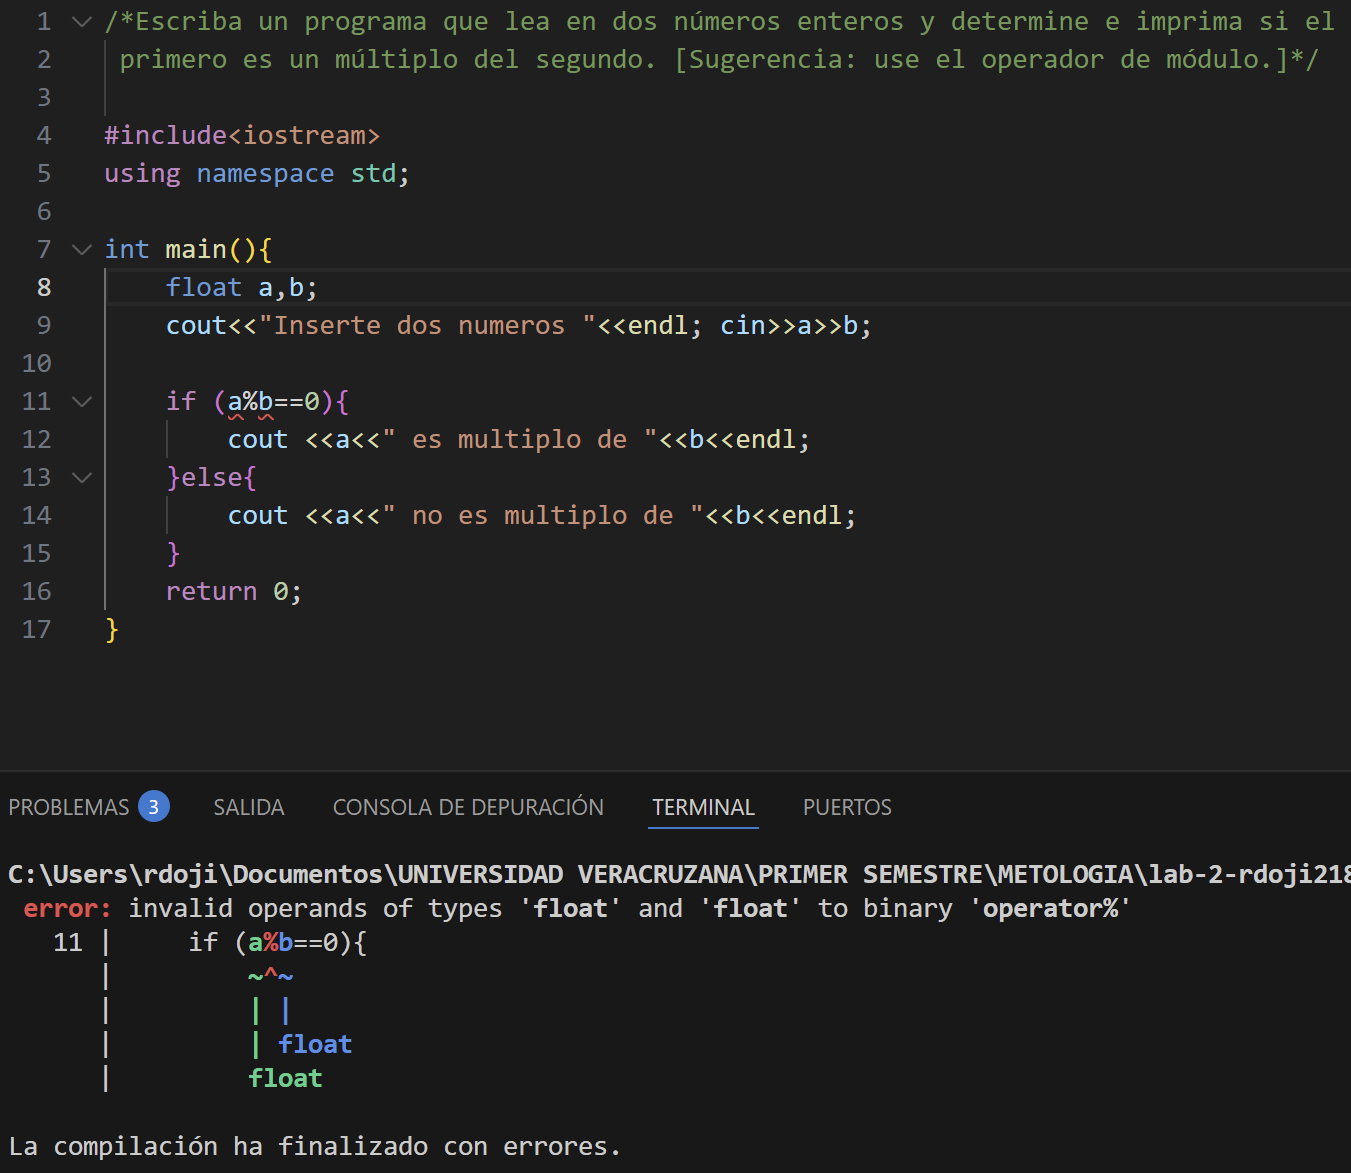 1 /*Escriba un programa que lea en dos números enteros y determine e imprima si el
2 primero es un múltiplo del segundo. [Sugerencia: use el operador de módulo.]*/
3
4 #include<iostream>
5 using namespace std;
6
7 int main(){
8 float a,b;
9 cout<<"Inserte dos numeros "<<endl; cin>>a>>b;
10
11 if (a%b==0){
12 cout <<a<<" es multiplo de "<<b<<endl;
13 }else{
14 cout <<a<<" no es multiplo de "<<b<<endl;
15 }
16 return 0;
17 }
PROBLEMAS 3 SALIDA CONSOLA DE DEPURACIÓN TERMINAL PUERTOS
C:\Users\rdoji\Documentos\UNIVERSIDAD VERACRUZANA\PRIMER SEMESTRE\METOLOGIA\lab-2-rdoji218
error: invalid operands of types 'float' and 'float' to binary 'operator%'
11 | if (a%b==0){
| ~^~
| | |
| | float
| float
La compilación ha finalizado con errores.